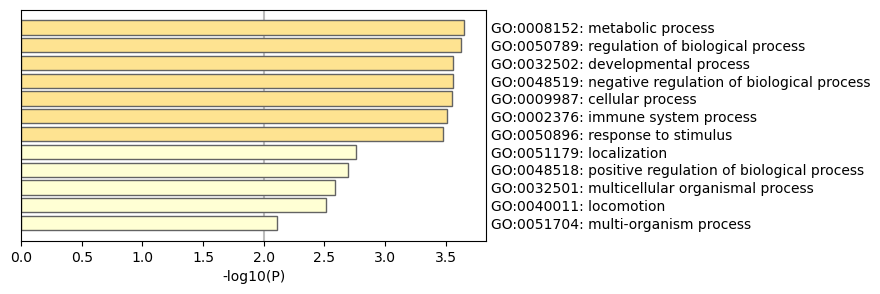 GO:0008152: metabolic process
GO:0050789: regulation of biological process
GO:0032502: developmental process
GO:0048519: negative regulation of biological process
GO:0009987: cellular process
GO:0002376: immune system process
GO:0050896: response to stimulus
GO:0051179: localization
GO:0048518: positive regulation of biological process
GO:0032501: multicellular organismal process
GO:0040011: locomotion
GO:0051704: multi-organism process
0.0 0.5 1.0 1.5 2.0 2.5 3.0 3.5
-log10(P)